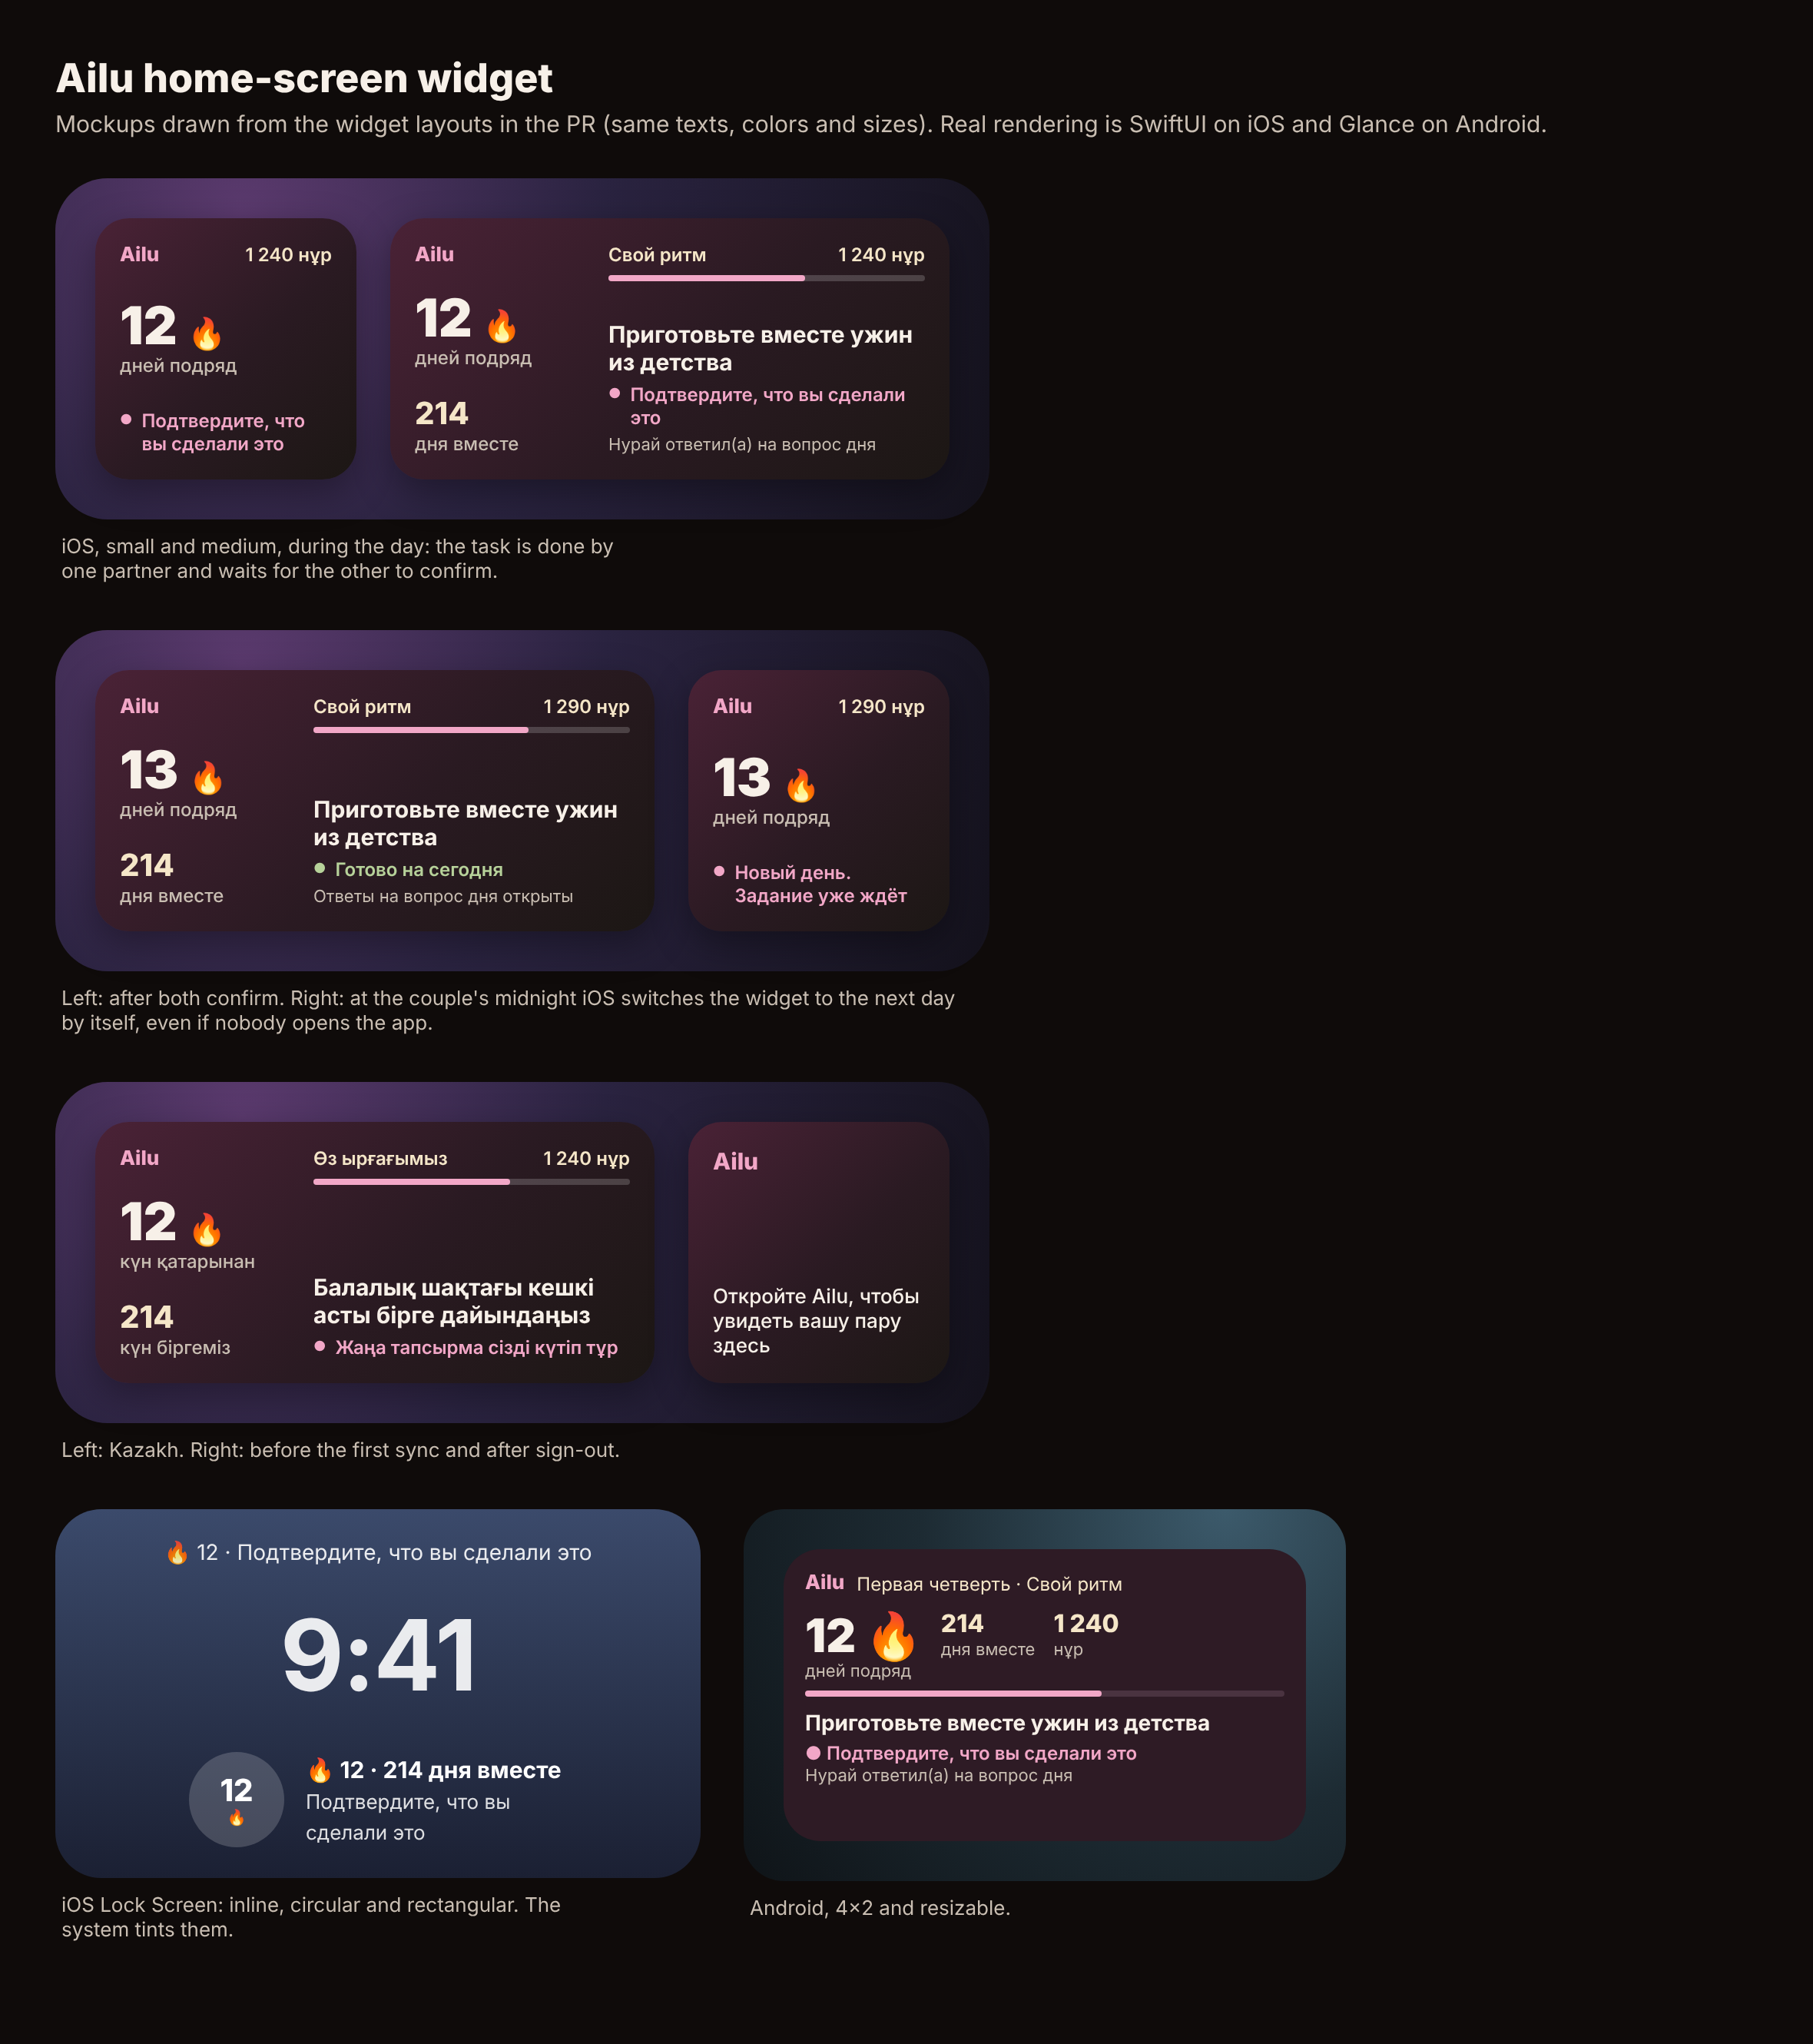 Ailu home-screen widget
Mockups drawn from the widget layouts in the PR (same texts, colors and sizes). Real rendering is SwiftUI on iOS and Glance on Android.
Ailu
1 240 нұр
12 🔥
дней подряд
Подтвердите, что
вы сделали это
Ailu
12 🔥
дней подряд
214
дня вместе
Свой ритм
1 240 нұр
Приготовьте вместе ужин
из детства
Подтвердите, что вы сделали
это
Нурай ответил(а) на вопрос дня
iOS, small and medium, during the day: the task is done by
one partner and waits for the other to confirm.
Ailu
13 🔥
дней подряд
214
дня вместе
Свой ритм
1 290 нұр
Приготовьте вместе ужин
из детства
Готово на сегодня
Ответы на вопрос дня открыты
Ailu
1 290 нұр
13 🔥
дней подряд
Новый день.
Задание уже ждёт
Left: after both confirm. Right: at the couple's midnight iOS switches the widget to the next day
by itself, even if nobody opens the app.
Ailu
12 🔥
күн қатарынан
214
күн біргеміз
Өз ырғағымыз
1 240 нұр
Балалық шақтағы кешкі
асты бірге дайындаңыз
Жаңа тапсырма сізді күтіп тұр
Ailu
Откройте Ailu, чтобы
увидеть вашу пару
здесь
Left: Kazakh. Right: before the first sync and after sign-out.
🔥 12 · Подтвердите, что вы сделали это
9:41
12
🔥
🔥 12 · 214 дня вместе
Подтвердите, что вы
сделали это
iOS Lock Screen: inline, circular and rectangular. The
system tints them.
Ailu Первая четверть · Свой ритм
12 🔥
дней подряд
214
дня вместе
1 240
нұр
Приготовьте вместе ужин из детства
Подтвердите, что вы сделали это
Нурай ответил(а) на вопрос дня
Android, 4×2 and resizable.